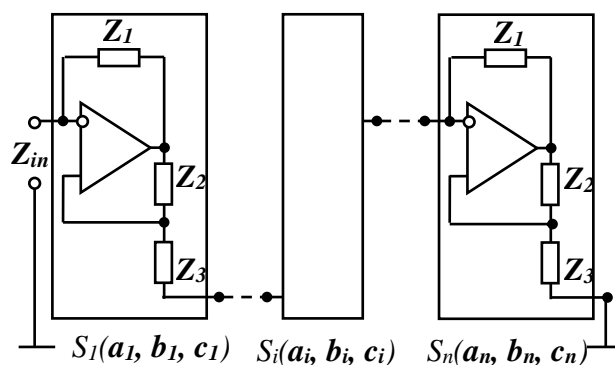 Z1
Z1
Zin
Z2
Z2
Z3
Z3
S1(a1, b1, c1) Si(ai, bi, ci) Sn(an, bn, cn)